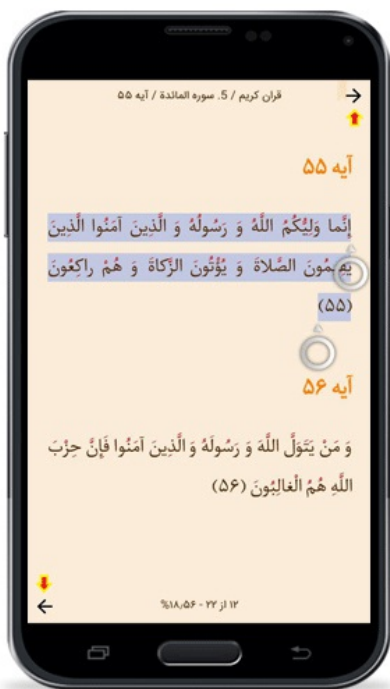 قران کریم / 5. سوره المائدة / آیه ۵۵
آیه ۵۵
إِنَّما وَلِيُّكُمُ اللَّهُ وَ رَسُولُهُ وَ الَّذِينَ آمَنُوا الَّذِينَ
يُقِيمُونَ الصَّلاةَ وَ يُؤْتُونَ الزَّكاةَ وَ هُمْ راكِعُونَ
(۵۵)
آیه ۵۶
وَ مَنْ يَتَوَلَّ اللَّهَ وَ رَسُولَهُ وَ الَّذِينَ آمَنُوا فَإِنَّ حِزْبَ
اللَّهِ هُمُ الْغالِبُونَ (۵۶)
۱۲ از ۲۲ - ۱۸٫۵۶%